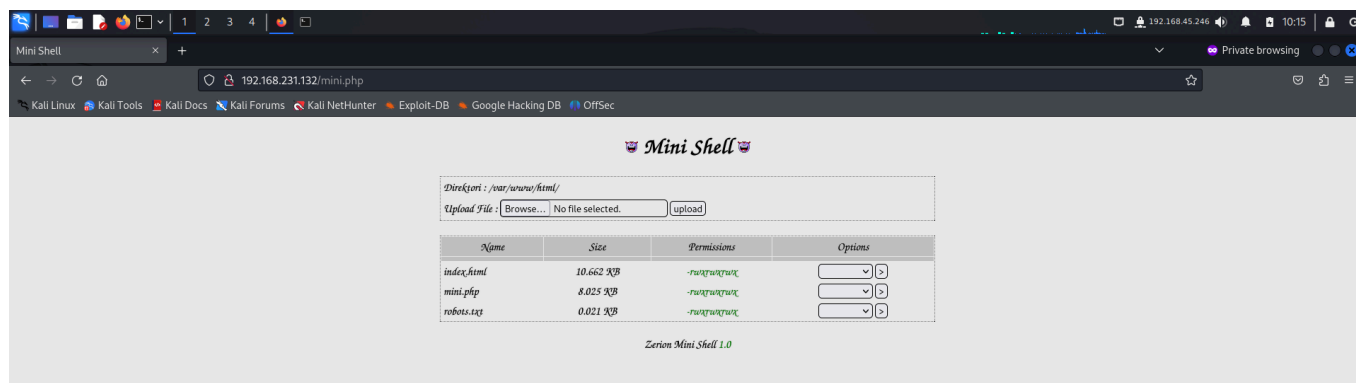 1 2 3 4 192.168.45.246 10:15
Mini Shell × + Private browsing
192.168.231.132/mini.php
Kali Linux Kali Tools Kali Docs Kali Forums Kali NetHunter Exploit-DB Google Hacking DB OffSec
Mini Shell
Direktori : /var/www/html/
Upload File : Browse... No file selected. upload
Name Size Permissions Options
index.html 10.662 KB -rwxrwxrwx >
mini.php 8.025 KB -rwxrwxrwx >
robots.txt 0.021 KB -rwxrwxrwx >
Zerion Mini Shell 1.0